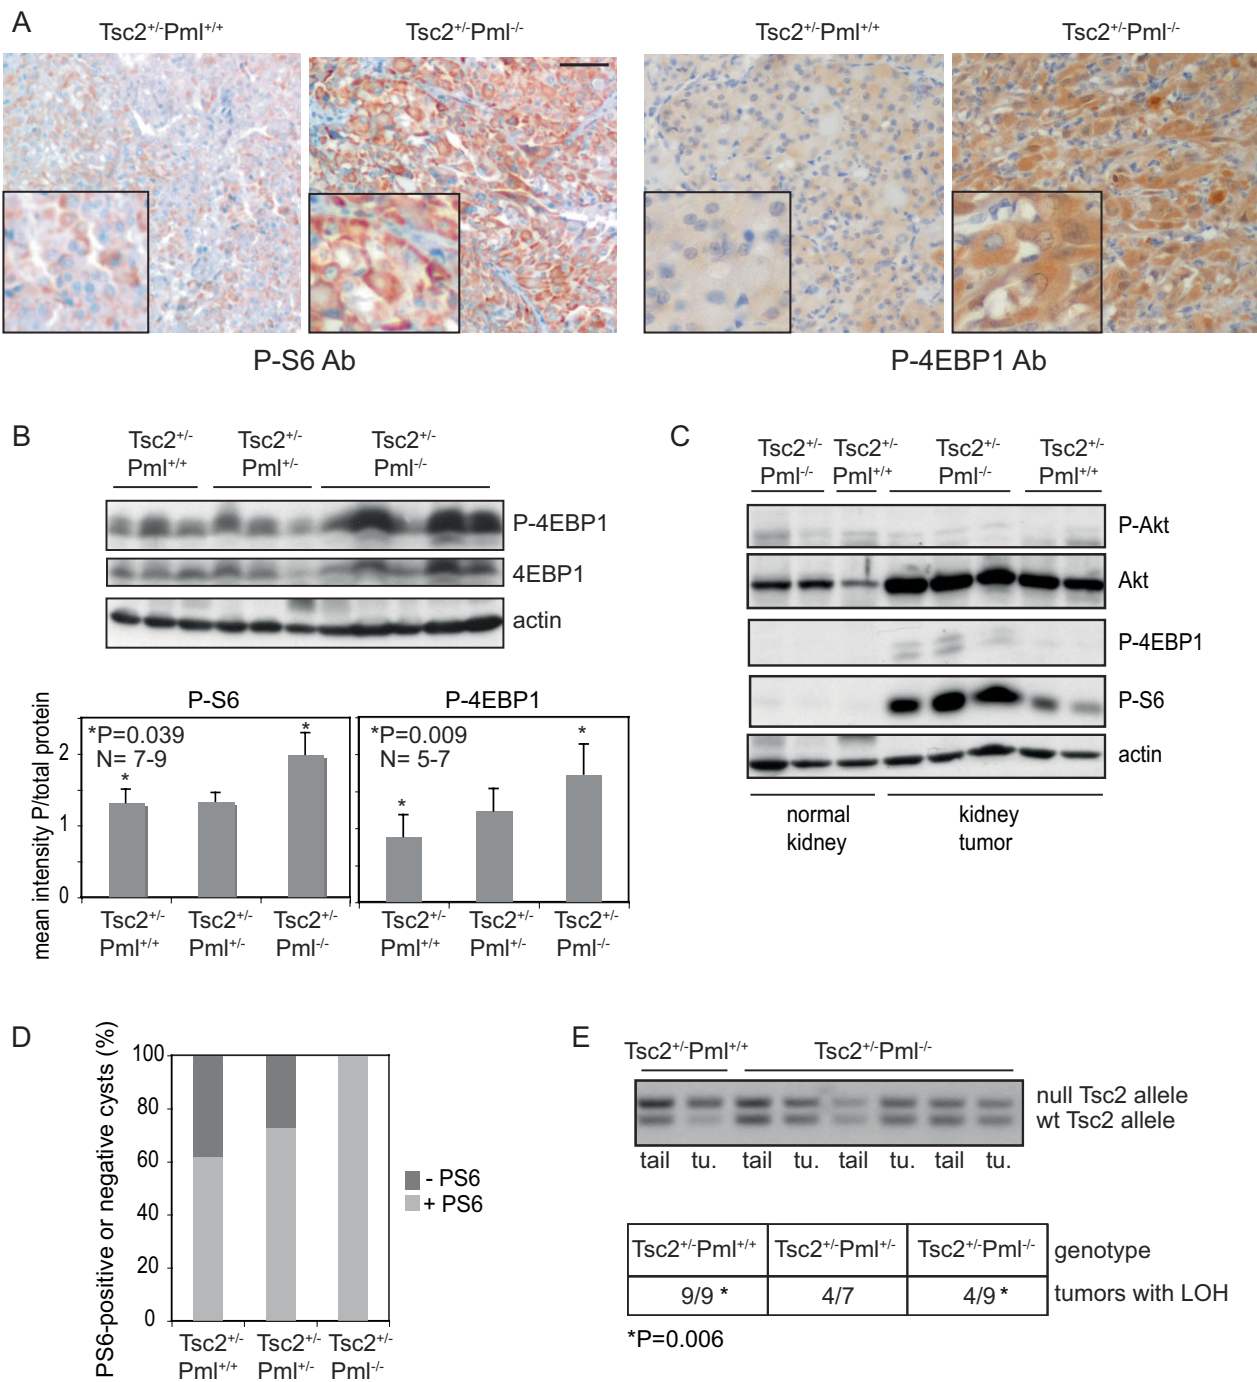 A
Tsc2+/-Pml+/+
Tsc2+/-Pml-/-
Tsc2+/-Pml+/+
Tsc2+/-Pml-/-
P-S6 Ab
P-4EBP1 Ab
B
Tsc2+/- Tsc2+/- Tsc2+/-
Pml+/+ Pml+/- Pml-/-
P-4EBP1
4EBP1
actin
mean intensity P/total protein
P-S6
*P=0.039
N= 7-9
2
1
0
* *
Tsc2+/- Tsc2+/- Tsc2+/-
Pml+/+ Pml+/- Pml-/-
P-4EBP1
*P=0.009
N= 5-7
* *
Tsc2+/- Tsc2+/- Tsc2+/-
Pml+/+ Pml+/- Pml-/-
C
Tsc2+/- Tsc2+/- Tsc2+/- Tsc2+/-
Pml-/- Pml+/+ Pml-/- Pml+/+
P-Akt
Akt
P-4EBP1
P-S6
actin
normal kidney
kidney tumor
D
PS6-positive or negative cysts (%)
100
80
60
40
20
0
- PS6
+ PS6
Tsc2+/- Tsc2+/- Tsc2+/-
Pml+/+ Pml+/- Pml-/-
E
Tsc2+/-Pml+/+ Tsc2+/-Pml-/-
null Tsc2 allele
wt Tsc2 allele
tail tu. tail tu. tail tu. tail tu.
Tsc2+/-Pml+/+ Tsc2+/-Pml+/- Tsc2+/-Pml-/- genotype
9/9 * 4/7 4/9 * tumors with LOH
*P=0.006